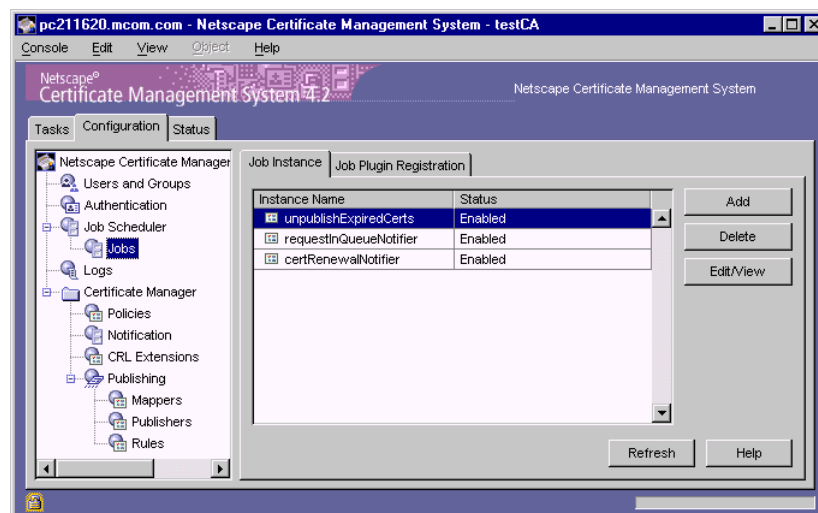 pc211620.mcom.com - Netscape Certificate Management System - testCA
Console Edit View Object Help
Netscape®
Certificate Management System 4.2
Netscape Certificate Management System
Tasks Configuration Status
Netscape Certificate Manager
Users and Groups
Authentication
Job Scheduler
Jobs
Logs
Certificate Manager
Policies
Notification
CRL Extensions
Publishing
Mappers
Publishers
Rules
Job Instance Job Plugin Registration
Instance Name Status
unpublishExpiredCerts Enabled
requestInQueueNotifier Enabled
certRenewalNotifier Enabled
Add
Delete
Edit/View
Refresh Help